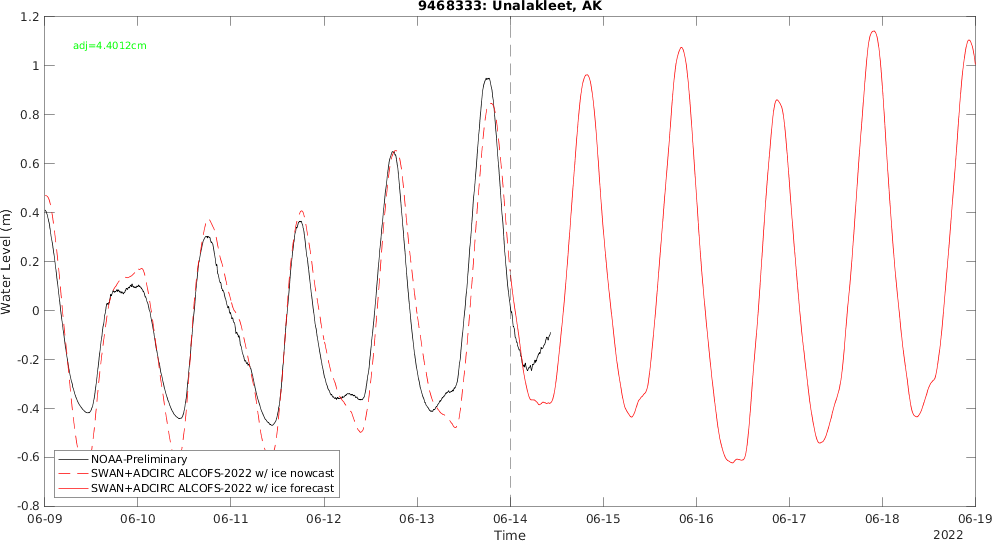 9468333: Unalakleet, AK
adj=4.4012cm
Water Level (m)
1.2
1
0.8
0.6
0.4
0.2
0
-0.2
-0.4
-0.6
-0.8
NOAA-Preliminary
SWAN+ADCIRC ALCOFS-2022 w/ ice nowcast
SWAN+ADCIRC ALCOFS-2022 w/ ice forecast
06-09 06-10 06-11 06-12 06-13 06-14 06-15 06-16 06-17 06-18 06-19
Time
2022